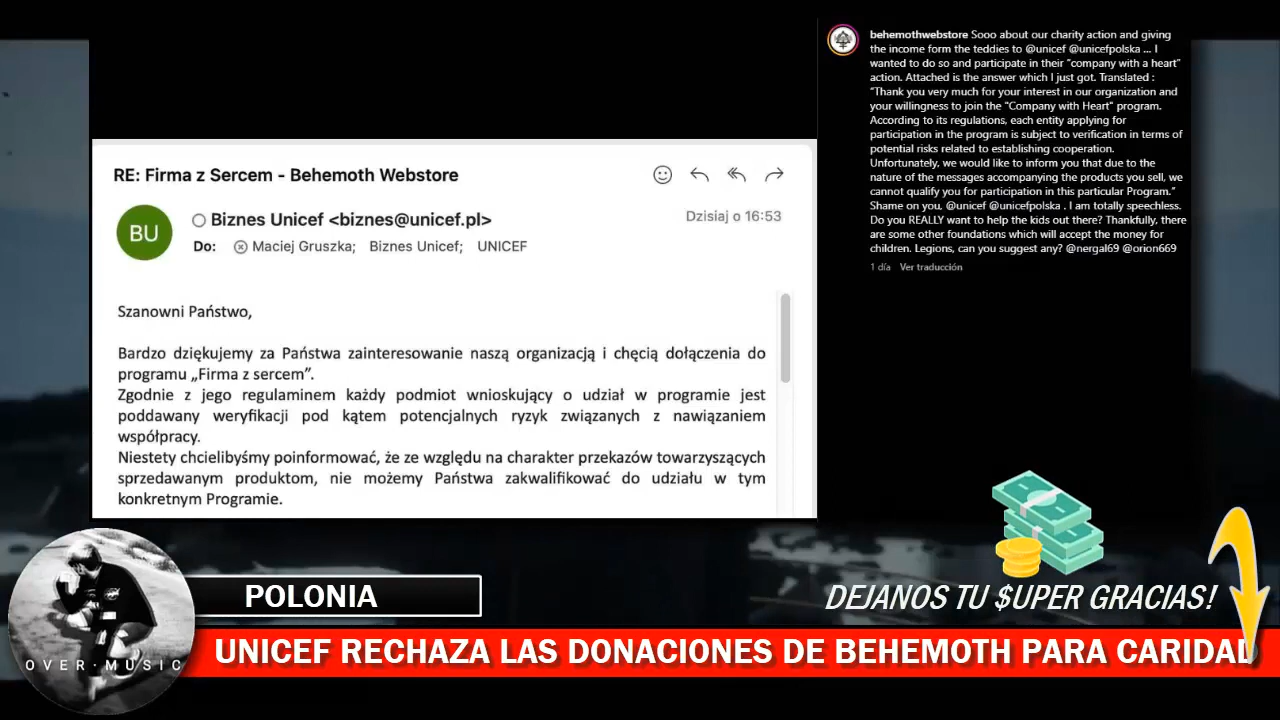 RE: Firma z Sercem - Behemoth Webstore
BU
Biznes Unicef <biznes@unicef.pl>
Dzisiaj o 16:53
Do: Maciej Gruszka; Biznes Unicef; UNICEF
Szanowni Państwo,
Bardzo dziękujemy za Państwa zainteresowanie naszą organizacją i chęcią dołączenia do
programu „Firma z sercem”.
Zgodnie z jego regulaminem każdy podmiot wnioskujący o udział w programie jest
poddawany weryfikacji pod kątem potencjalnych ryzyk związanych z nawiązaniem
współpracy.
Niestety chcielibyśmy poinformować, że ze względu na charakter przekazów towarzyszących
sprzedawanym produktom, nie możemy Państwa zakwalifikować do udziału w tym
konkretnym Programie.
behemothwebstore Sooo about our charity action and giving
the income form the teddies to @unicef @unicefpolska ... I
wanted to do so and participate in their "company with a heart"
action. Attached is the answer which I just got. Translated :
"Thank you very much for your interest in our organization and
your willingness to join the "Company with Heart" program.
According to its regulations, each entity applying for
participation in the program is subject to verification in terms of
potential risks related to establishing cooperation.
Unfortunately, we would like to inform you that due to the
nature of the messages accompanying the products you sell, we
cannot qualify you for participation in this particular Program."
Shame on you, @unicef @unicefpolska . I am totally speechless.
Do you REALLY want to help the kids out there? Thankfully, there
are some other foundations which will accept the money for
children. Legions, can you suggest any? @nergal69 @orion669
1 día Ver traducción
DEJANOS TU $UPER GRACIAS!
POLONIA
OVER·MUSIC
UNICEF RECHAZA LAS DONACIONES DE BEHEMOTH PARA CARIDAD